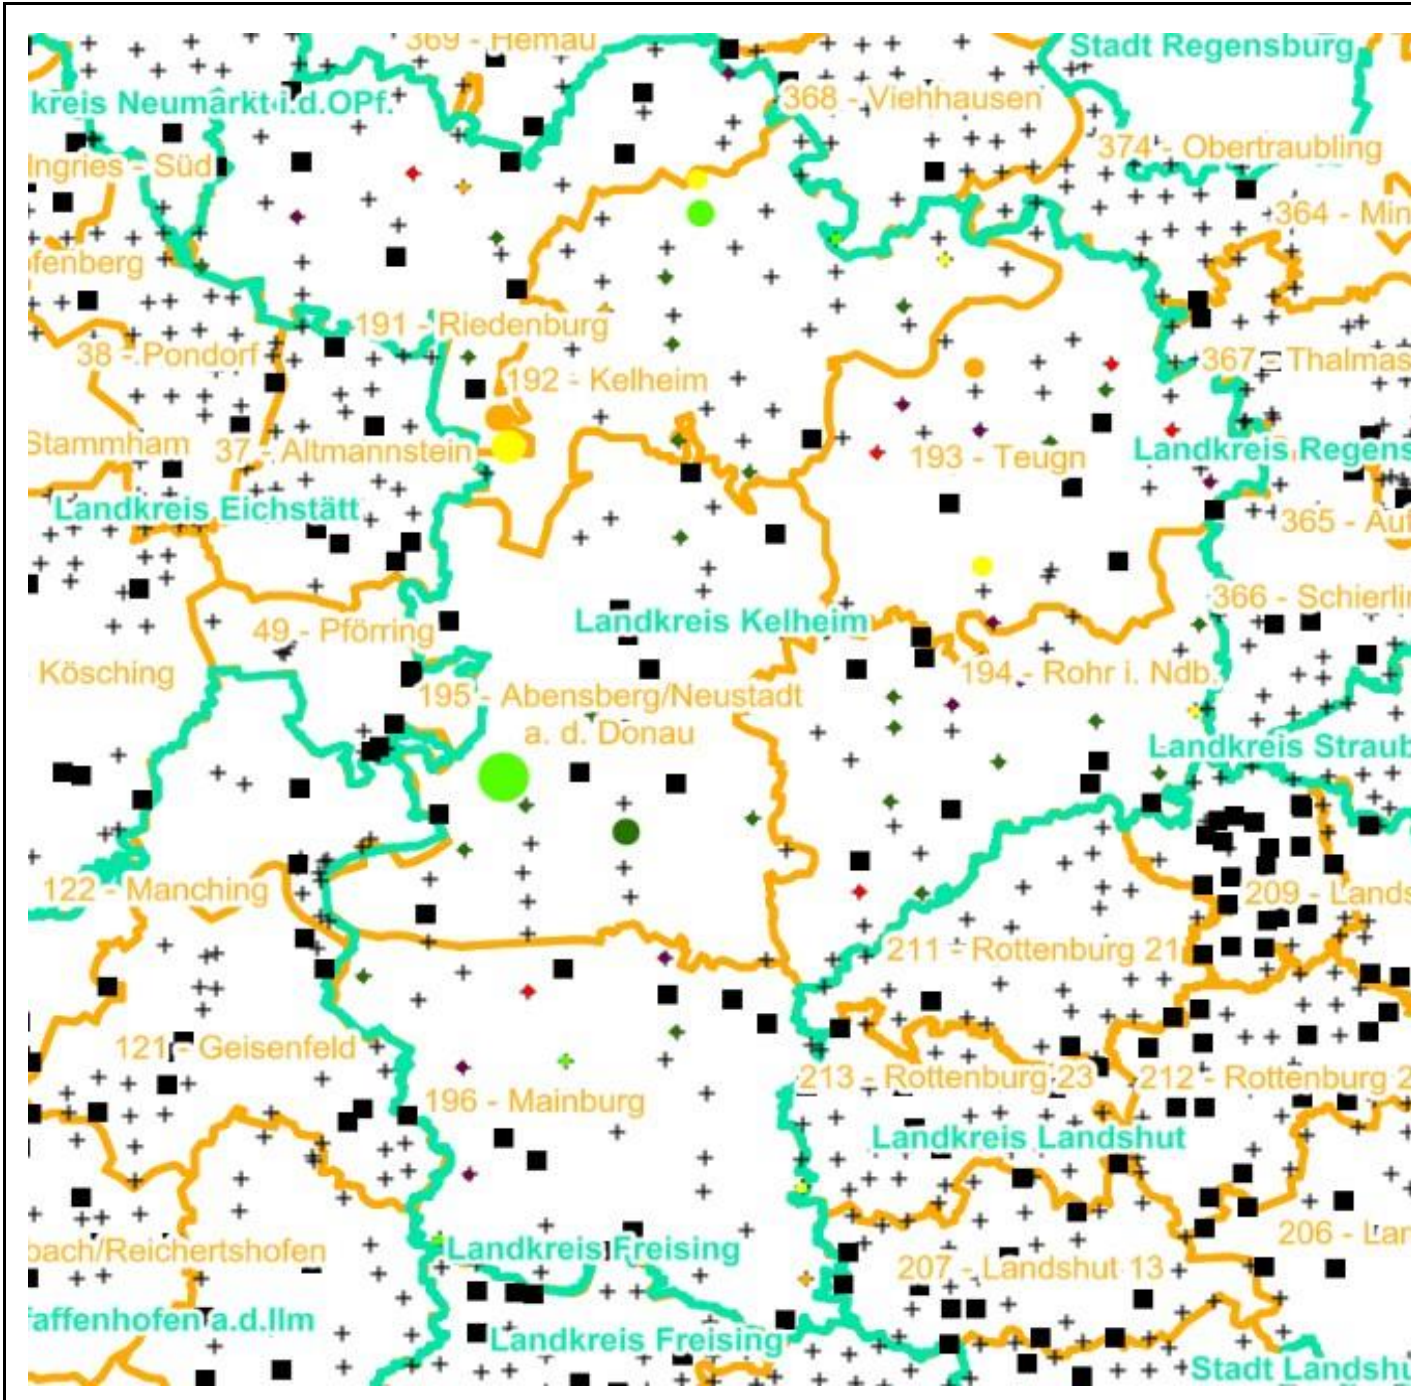 369 - Hemau
Stadt Regensburg
kreis Neumarkt i.d.OPf.
368 - Viehhausen
374 - Obertraubling
Ingries - Süd
364 - Min
ofenberg
191 - Riedenburg
38 - Pondorf
367 - Thalmas
192 - Kelheim
Stammham
37 - Altmannstein
193 - Teugn
Landkreis Regens
Landkreis Eichstätt
365 - Auf
366 - Schierlin
Landkreis Kelheim
49 - Pförring
Kösching
194 - Rohr i. Ndb.
195 - Abensberg/Neustadt
a. d. Donau
Landkreis Straub
122 - Manching
209 - Lands
211 - Rottenburg 21
121 - Geisenfeld
213 - Rottenburg 23
212 - Rottenburg 2
196 - Mainburg
Landkreis Landshut
206 - Lan
bach/Reichertshofen
Landkreis Freising
207 - Landshut 13
faffenhofen a.d.Ilm
Landkreis Freising
Stadt Landshu